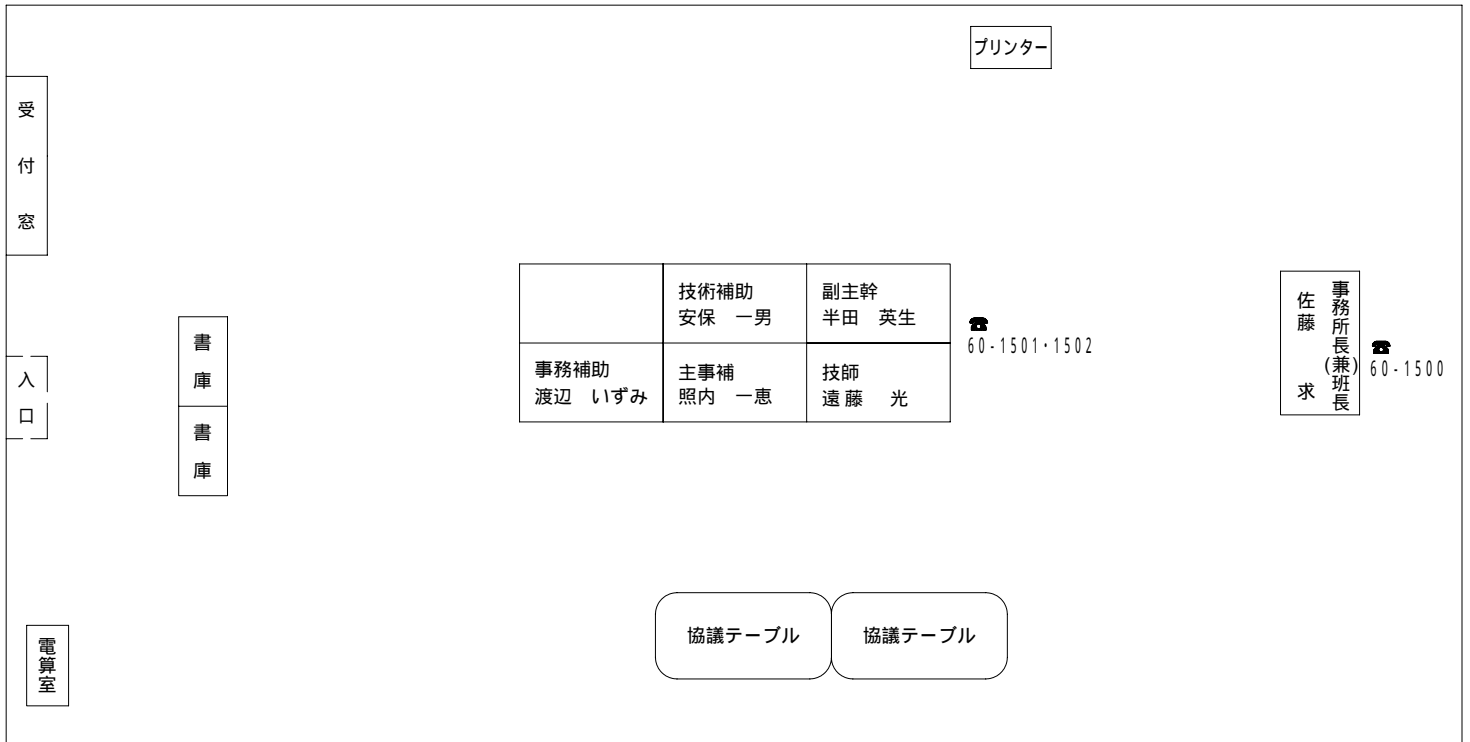 プリンター
受付窓
技術補助
安保　一男
副主幹
半田　英生
☎
60-1501・1502
事務補助
渡辺　いずみ
主事補
照内　一恵
技師
遠藤　光
事務所長(兼)班長
佐藤　求
☎
60-1500
書庫
書庫
入口
協議テーブル
協議テーブル
電算室